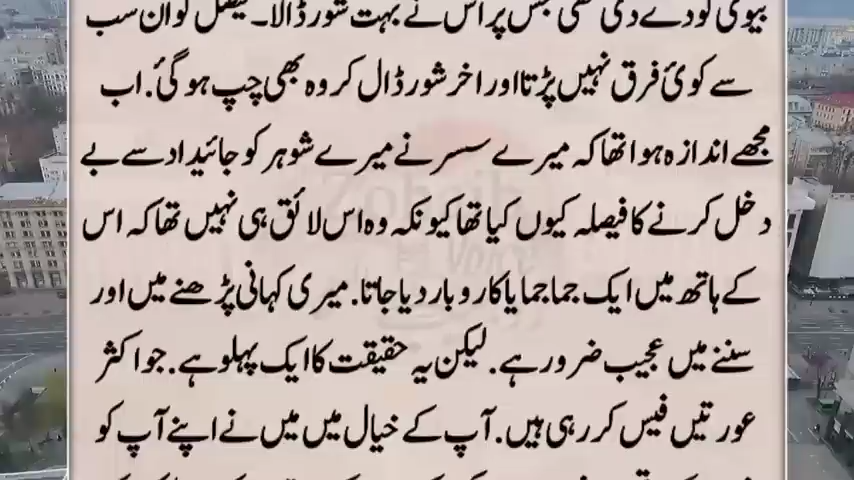 بیوی کو دے دی تھی جس پر اس نے بہت شور ڈالا۔ فیصل کو ان سب
سے کوئ فرق نہیں پڑتا اور اخر شور ڈال کر وہ بھی چپ ہو گئ. اب
مجھے اندازہ ہوا تھا کہ میرے سسر نے میرے شوہر کو جائیداد سے بے
دخل کرنے کا فیصلہ کیوں کیا تھا کیونکہ وہ اس لائق ہی نہیں تھا کہ اس
کے ہاتھ میں ایک جما جمایا کاروبار دیا جاتا. میری کہانی پڑھنے میں اور
سننے میں عجیب ضرور ہے. لیکن یہ حقیقت کا ایک پہلو ہے. جو اکثر
عورتیں فیس کر رہی ہیں. آپ کے خیال میں میں نے اپنے آپ کو